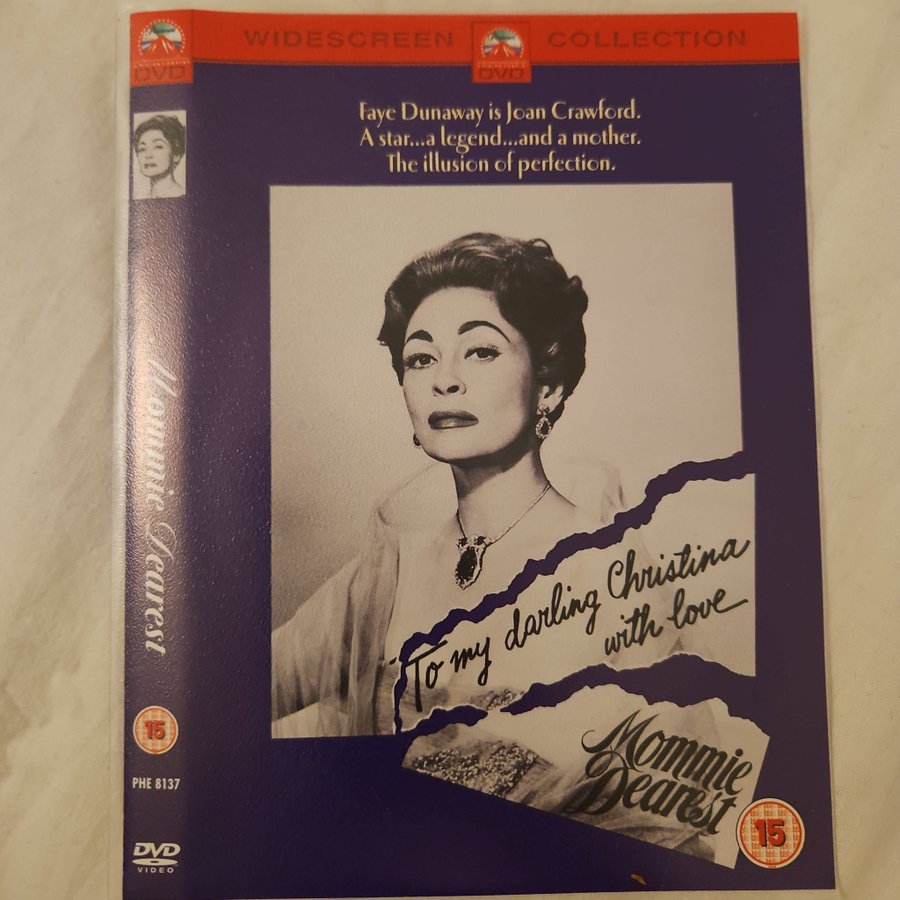 DVD
WIDESCREEN
DVD
COLLECTION
Faye Dunaway is Joan Crawford.
A star...a legend...and a mother.
The illusion of perfection.
Mommie Dearest
To my darling Christina
with love
Mommie
Dearest
15
15
PHE 8137
DVD
VIDEO